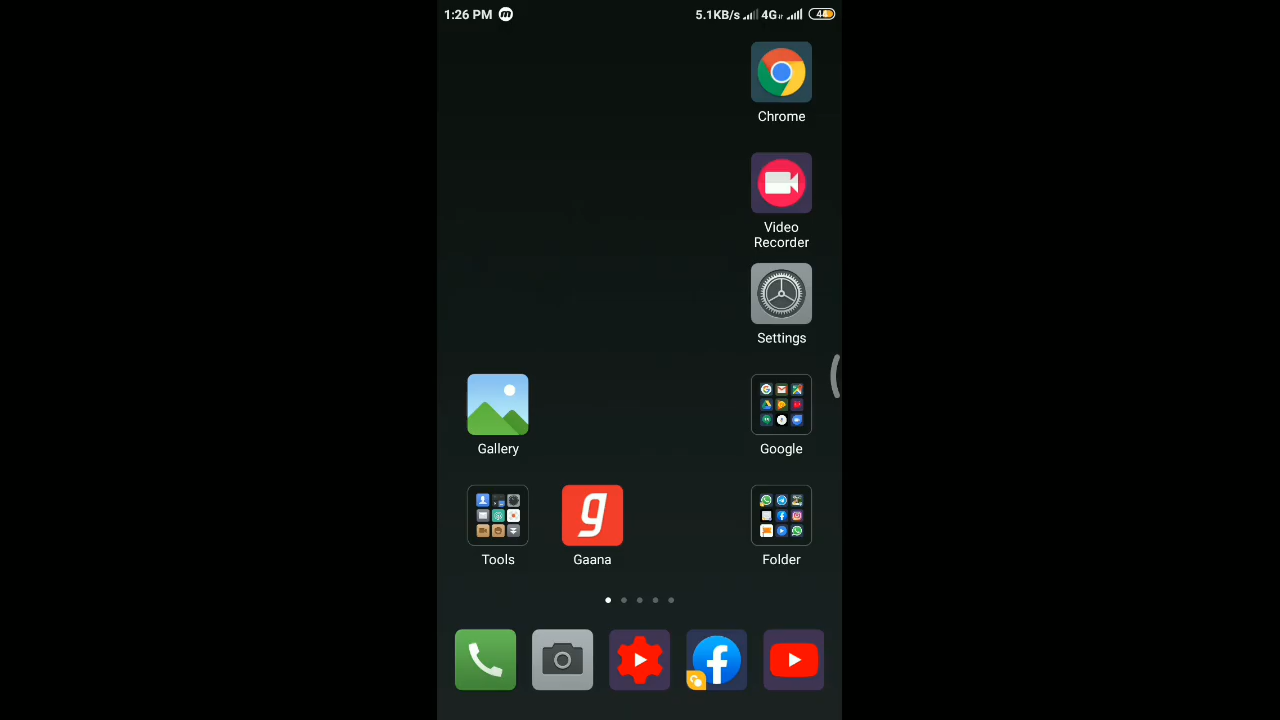 1:26 PM
5.1KB/s 4G
Chrome
Video
Recorder
Settings
Gallery
Google
Tools
g
Gaana
Folder